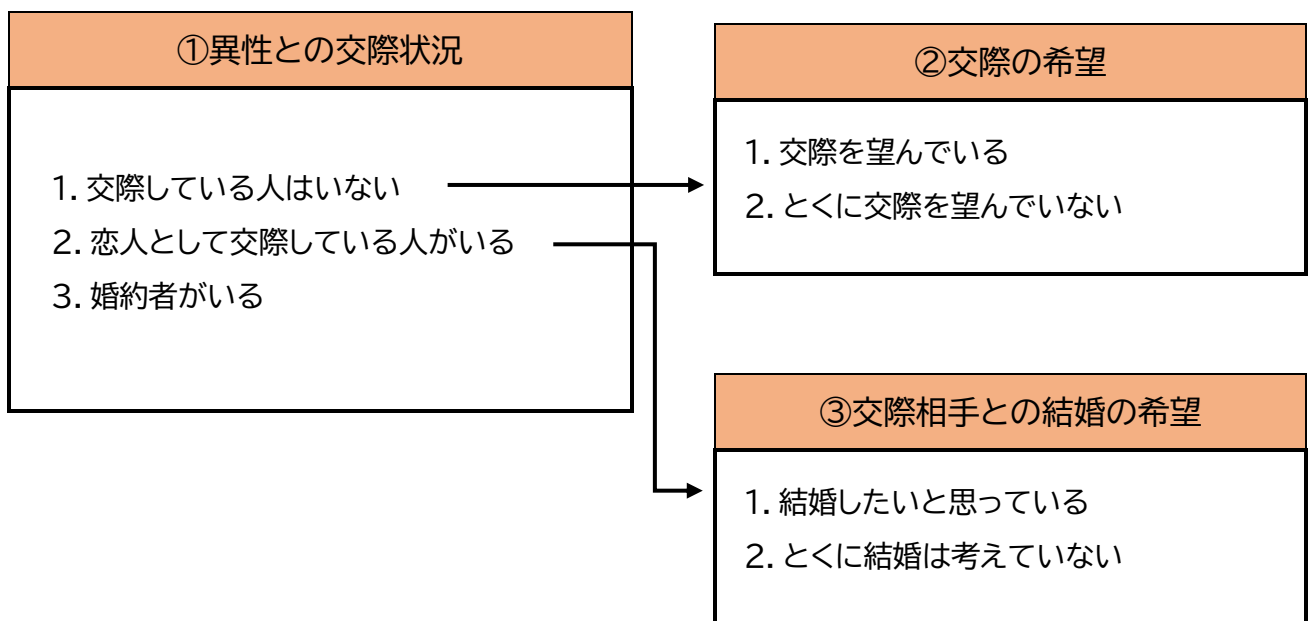 ①異性との交際状況
1. 交際している人はいない
2. 恋人として交際している人がいる
3. 婚約者がいる
②交際の希望
1. 交際を望んでいる
2. とくに交際を望んでいない
③交際相手との結婚の希望
1. 結婚したいと思っている
2. とくに結婚は考えていない